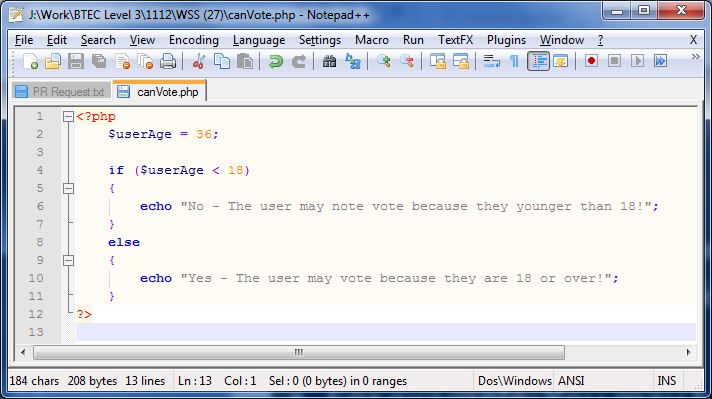 J:\Work\BTEC Level 3\1112\WSS (27)\canVote.php - Notepad++
File Edit Search View Encoding Language Settings Macro Run TextFX Plugins Window ? X
PR Request.txt canVote.php
1 <?php
2 $userAge = 36;
3
4 if ($userAge < 18)
5 {
6 echo "No - The user may note vote because they younger than 18!";
7 }
8 else
9 {
10 echo "Yes - The user may vote because they are 18 or over!";
11 }
12 ?>
13
184 chars 208 bytes 13 lines Ln : 13 Col : 1 Sel : 0 (0 bytes) in 0 ranges Dos\Windows ANSI INS